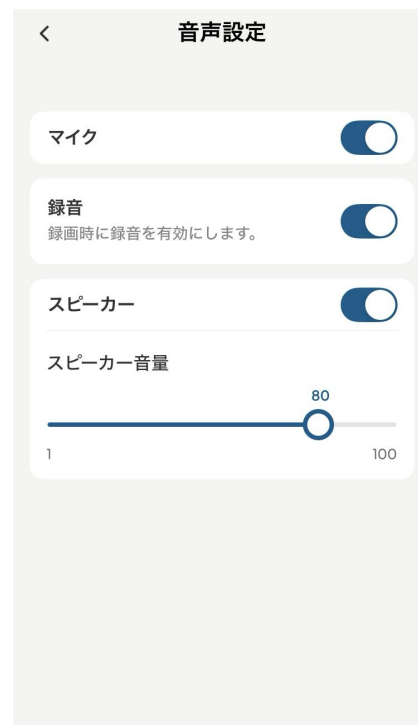 音声設定
マイク
録音
録画時に録音を有効にします。
スピーカー
スピーカー音量
80
1
100